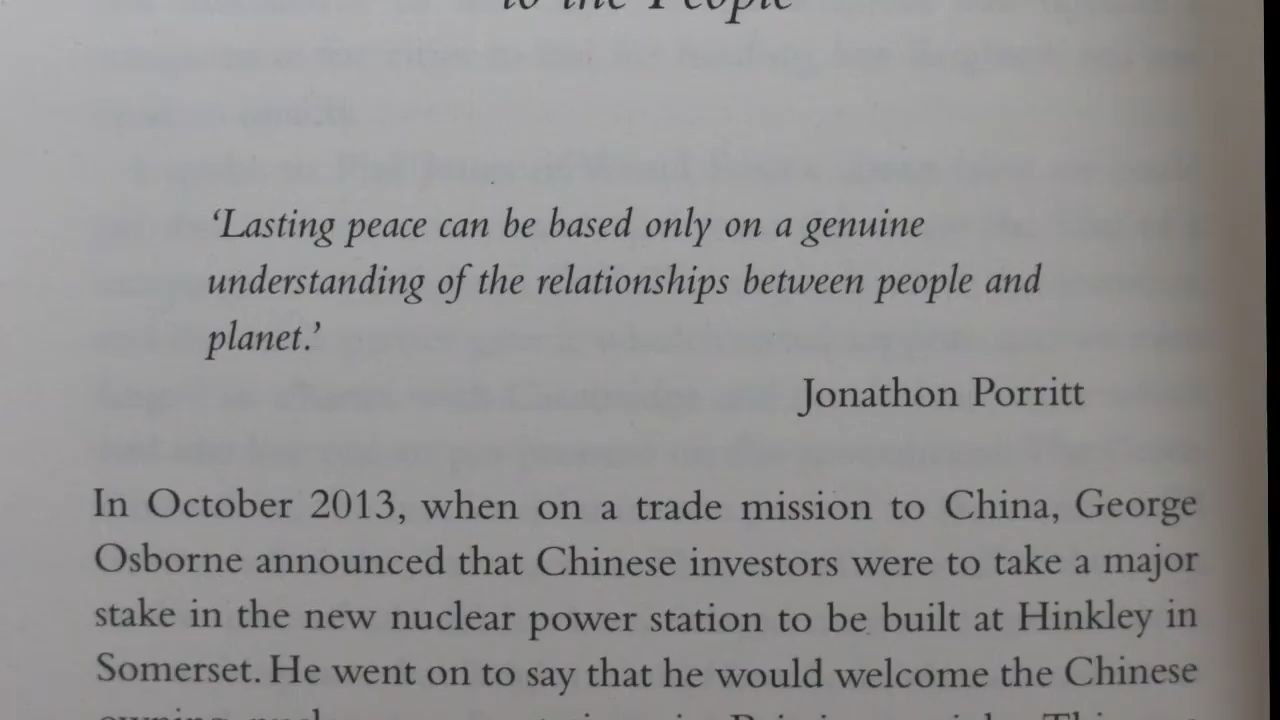 to the People
‘Lasting peace can be based only on a genuine
understanding of the relationships between people and
planet.’
Jonathon Porritt
In October 2013, when on a trade mission to China, George
Osborne announced that Chinese investors were to take a major
stake in the new nuclear power station to be built at Hinkley in
Somerset. He went on to say that he would welcome the Chinese